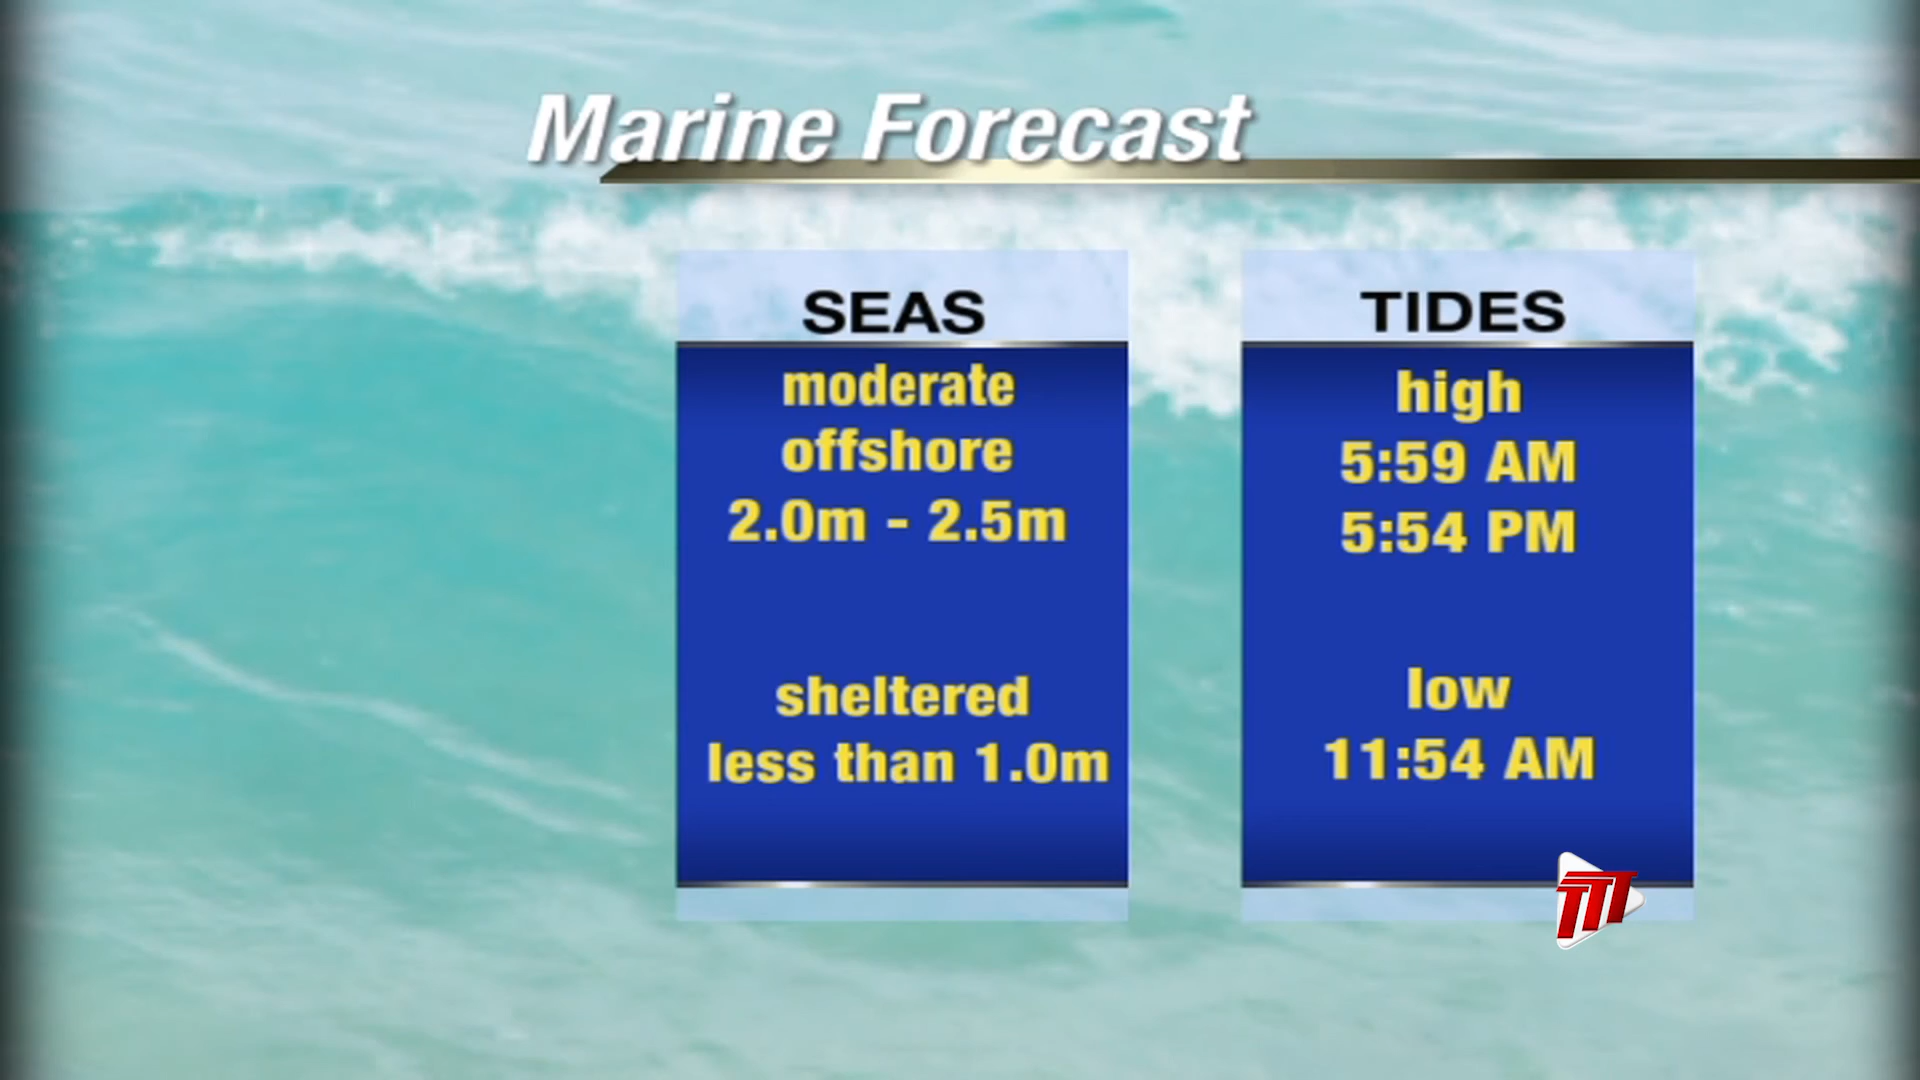 Marine Forecast
SEAS
moderate
offshore
2.0m - 2.5m
sheltered
less than 1.0m
TIDES
high
5:59 AM
5:54 PM
low
11:54 AM
TTT